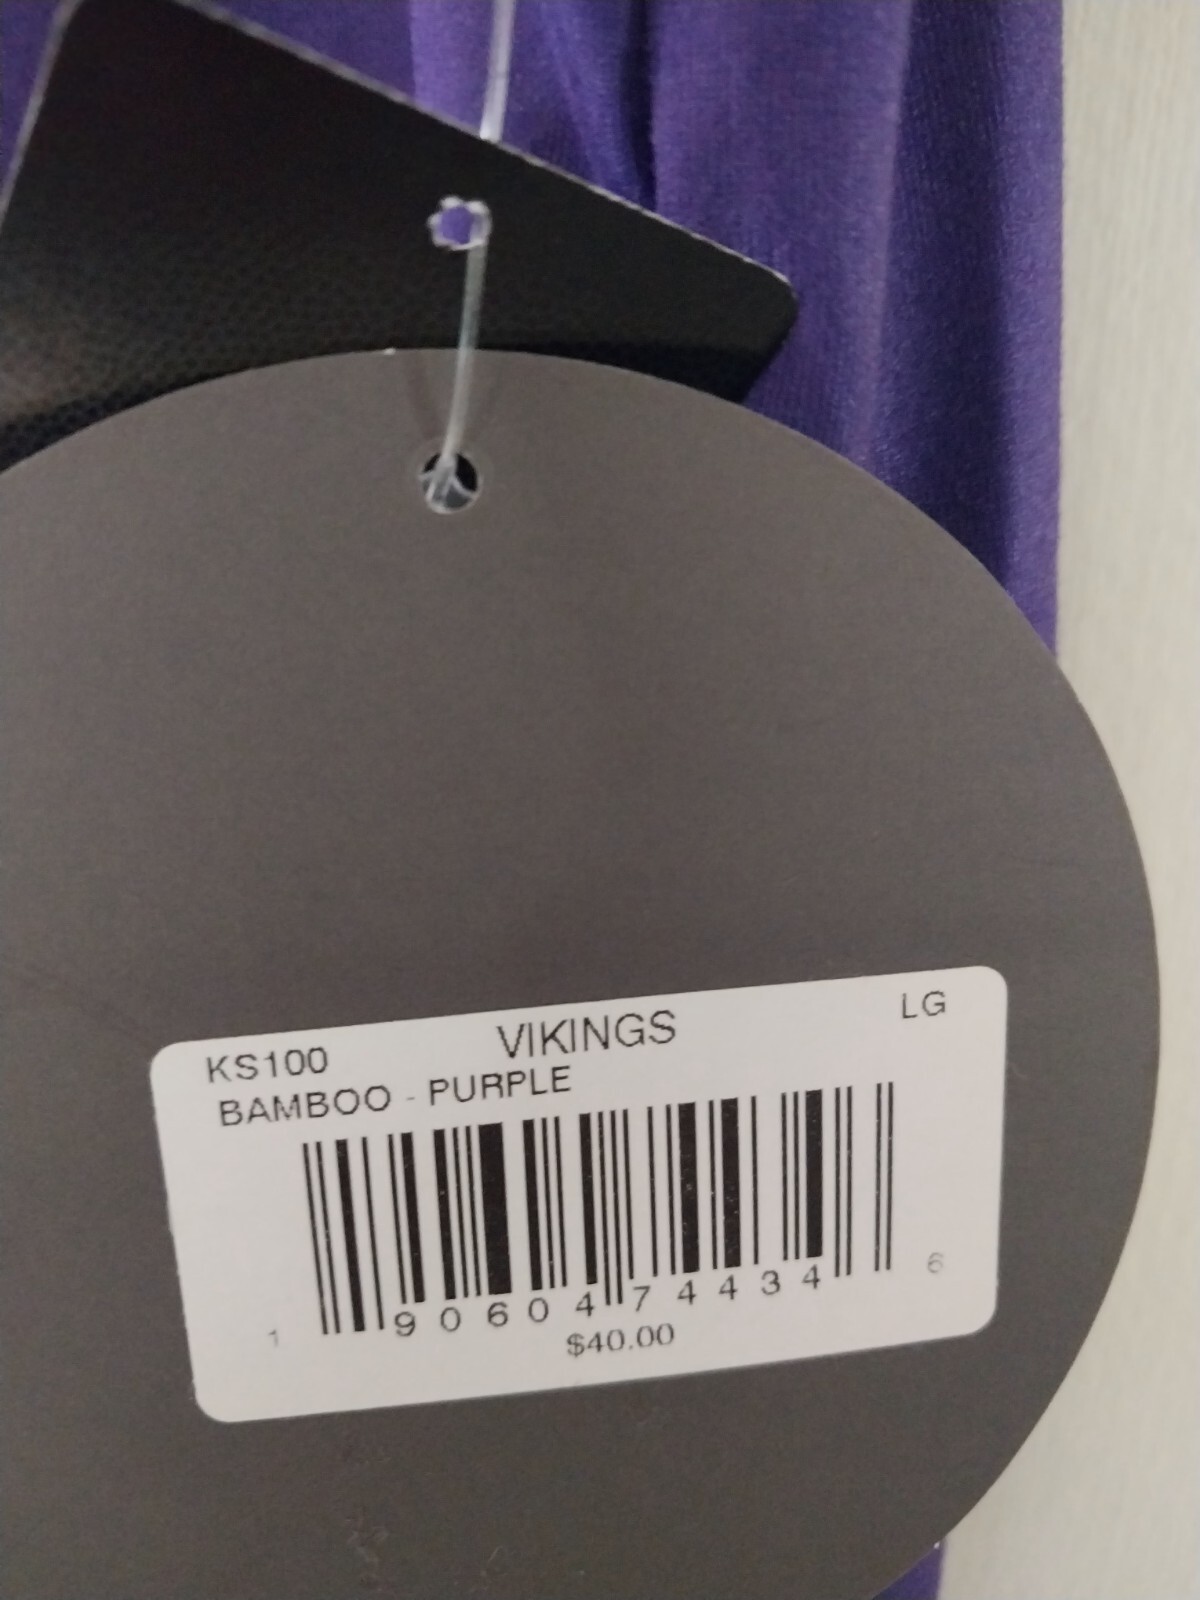 VIKINGS LG
KS100
BAMBOO - PURPLE
1 90604 74434 6
$40.00